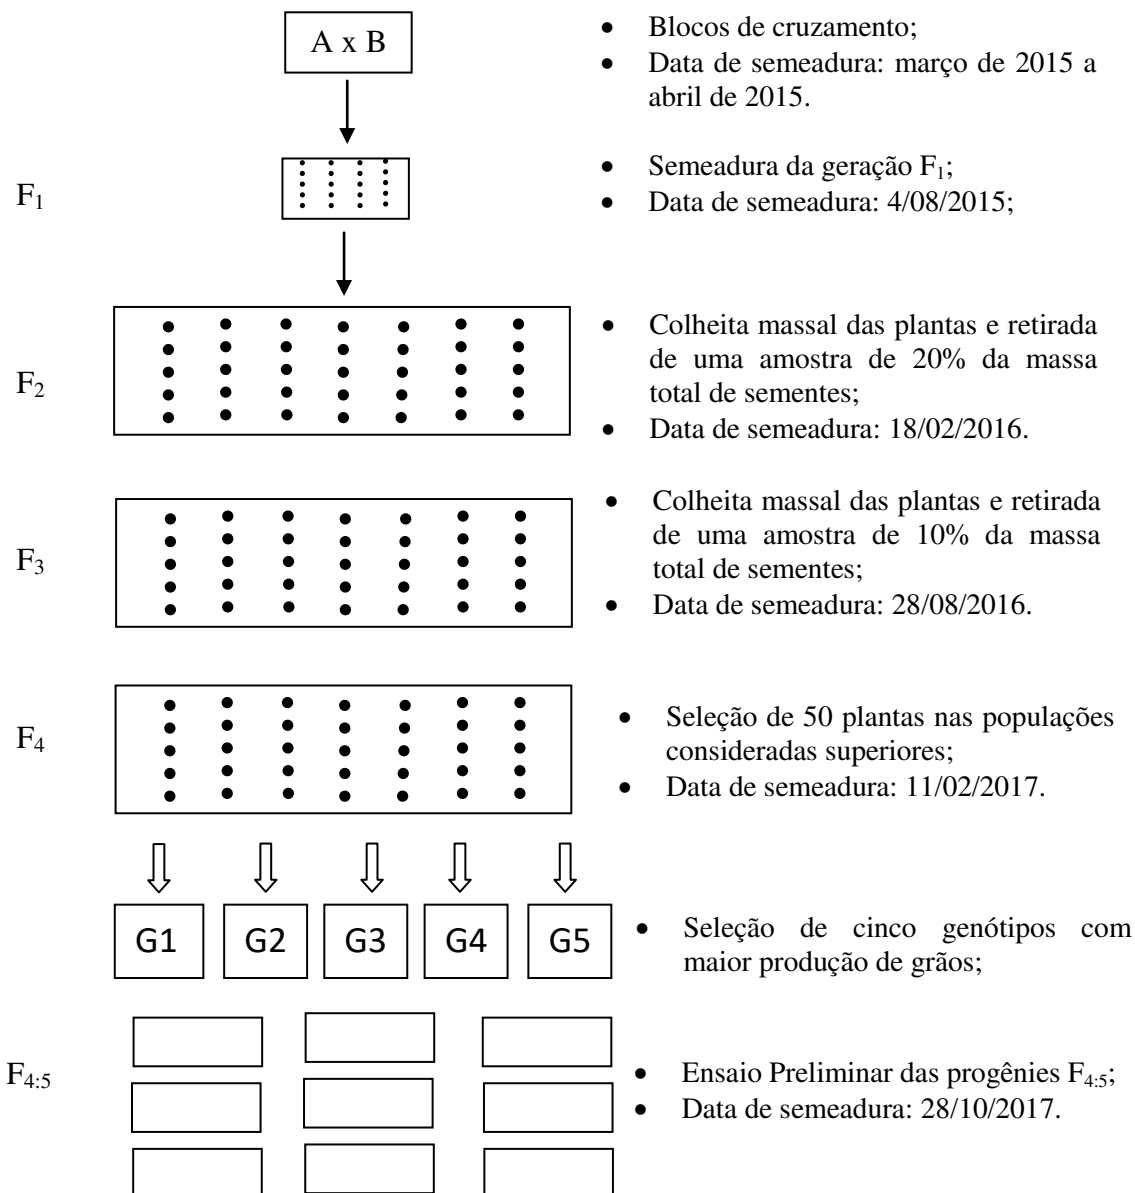 A x B
• Blocos de cruzamento;
• Data de semeadura: março de 2015 a
abril de 2015.
F₁
• Semeadura da geração F₁;
• Data de semeadura: 4/08/2015;
F₂
• Colheita massal das plantas e retirada
de uma amostra de 20% da massa
total de sementes;
• Data de semeadura: 18/02/2016.
F₃
• Colheita massal das plantas e retirada
de uma amostra de 10% da massa
total de sementes;
• Data de semeadura: 28/08/2016.
F₄
• Seleção de 50 plantas nas populações
consideradas superiores;
• Data de semeadura: 11/02/2017.
G1 G2 G3 G4 G5
• Seleção de cinco genótipos com
maior produção de grãos;
F₄:₅
• Ensaio Preliminar das progênies F₄:₅;
• Data de semeadura: 28/10/2017.